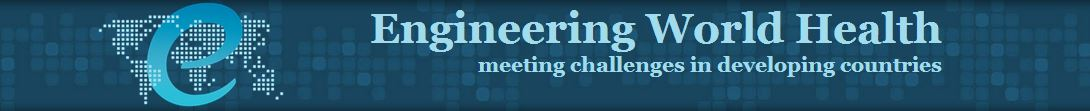 e
Engineering World Health
meeting challenges in developing countries